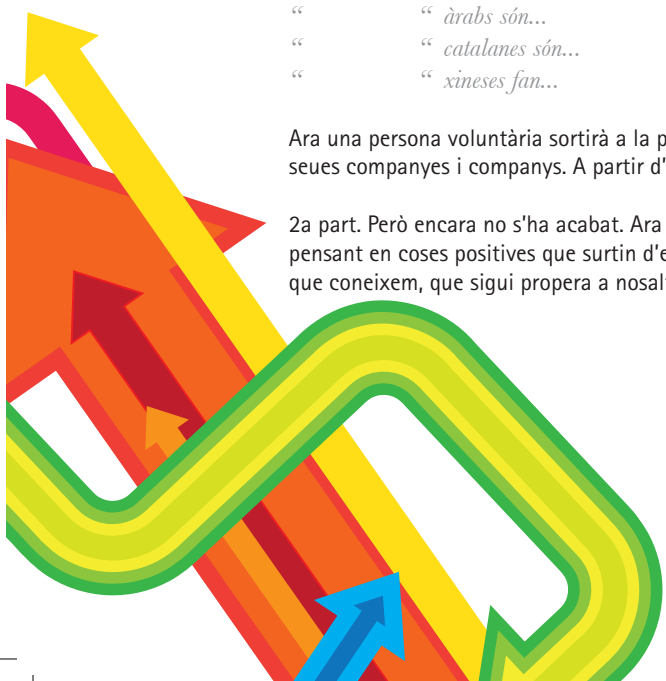 “ “ àrabs són...
“ “ catalanes són...
“ “ xineses fan...
Ara una persona voluntària sortirà a la p
seues companyes i companys. A partir d'
2a part. Però encara no s'ha acabat. Ara
pensant en coses positives que surtin d'e
que coneixem, que sigui propera a nosal